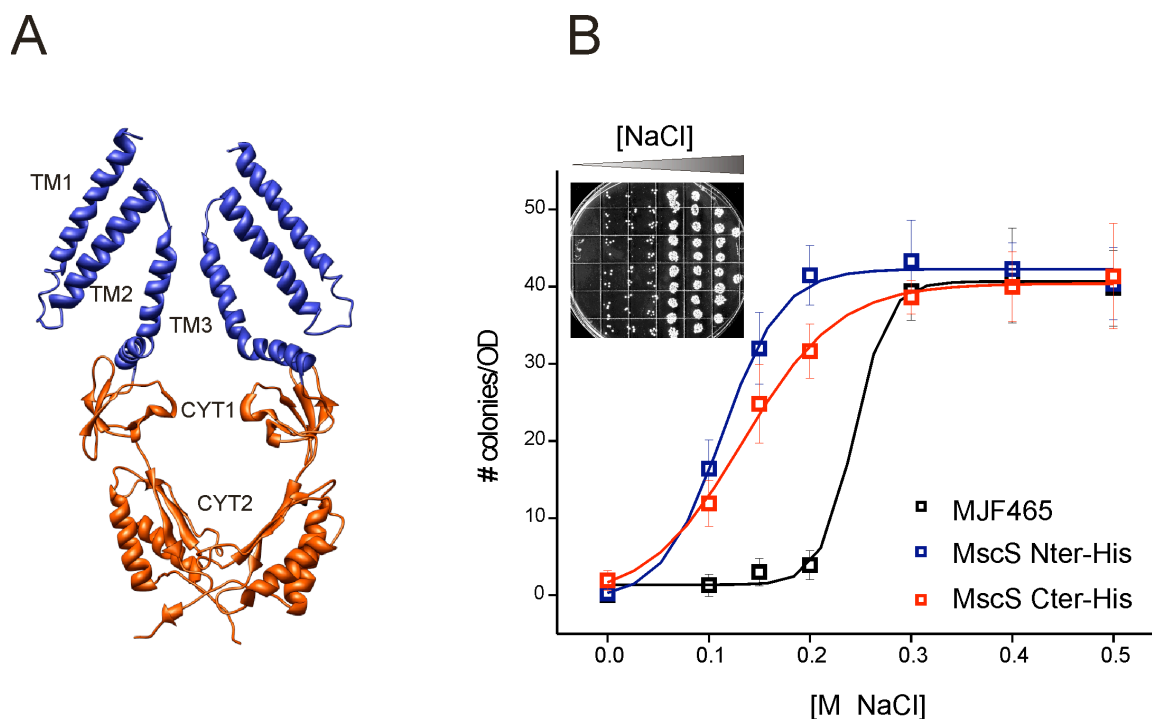 A
B
TM1
TM2
TM3
CYT1
CYT2
[NaCl]
# colonies/OD
50
40
30
20
10
0
MJF465
MscS Nter-His
MscS Cter-His
0.0 0.1 0.2 0.3 0.4 0.5
[M NaCl]